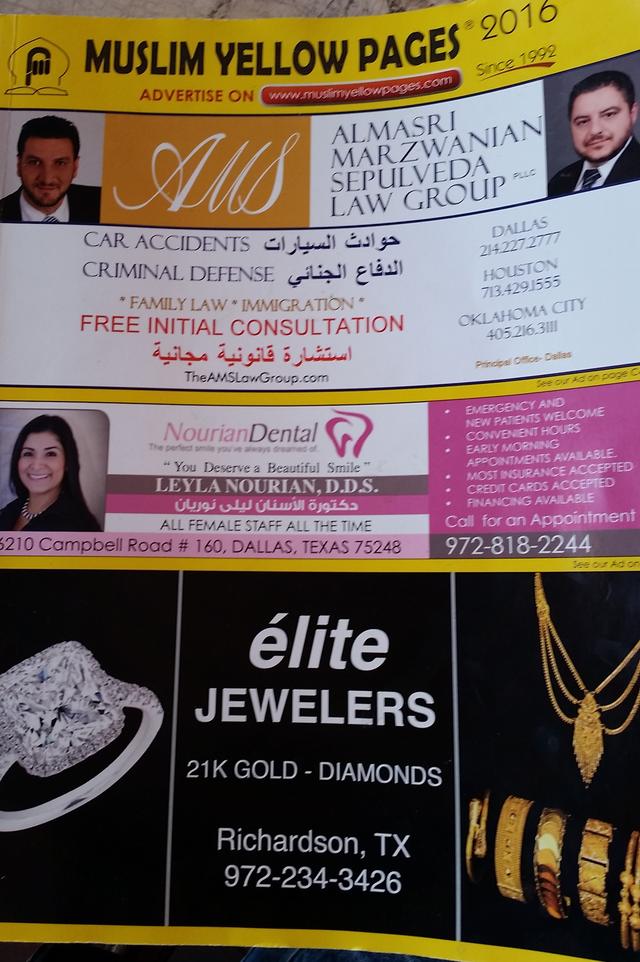 MUSLIM YELLOW PAGES® 2016
Since 1992
ADVERTISE ON www.muslimyellowpages.com
AMS
ALMASRI
MARZWANIAN
SEPULVEDA
LAW GROUP PLLC
CAR ACCIDENTS حوادث السيارات
CRIMINAL DEFENSE الدفاع الجنائي
* FAMILY LAW * IMMIGRATION *
FREE INITIAL CONSULTATION
استشارة قانونية مجانية
TheAMSLawGroup.com
DALLAS
214.227.2777
HOUSTON
713.429.1555
OKLAHOMA CITY
405.216.3111
Principal Office- Dallas
See our Ad on page
NourianDental
The perfect smile you've always dreamed of.
"You Deserve a Beautiful Smile"
LEYLA NOURIAN, D.D.S.
دكتورة الأسنان ليلى نوريان
ALL FEMALE STAFF ALL THE TIME
6210 Campbell Road # 160, DALLAS, TEXAS 75248
• EMERGENCY AND
NEW PATIENTS WELCOME
• CONVENIENT HOURS
• EARLY MORNING
APPOINTMENTS AVAILABLE.
• MOST INSURANCE ACCEPTED
• CREDIT CARDS ACCEPTED
• FINANCING AVAILABLE
Call for an Appointment
972-818-2244
See our Ad on
élite
JEWELERS
21K GOLD - DIAMONDS
Richardson, TX
972-234-3426